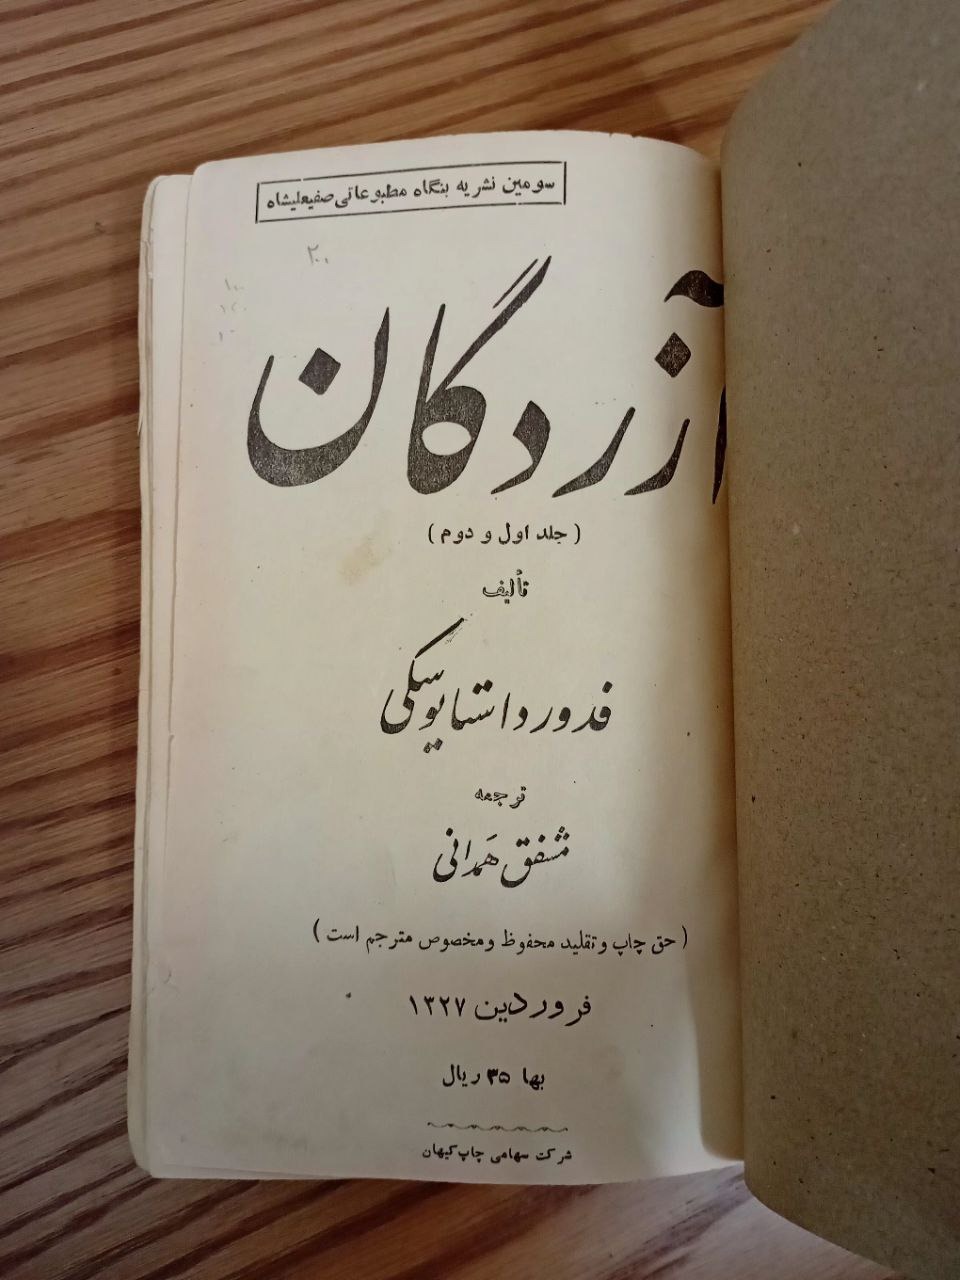 سومین نشریه بنگاه مطبوعاتی صفیعلیشاه
آزردگان
( جلد اول و دوم )
تألیف
فدور داستایوسکی
ترجمه
مشفق همدانی
( حق چاپ و تقلید محفوظ و مخصوص مترجم است )
فروردین ۱۳۲۷
بها ۳۵ ریال
شرکت سهامی چاپ کیهان